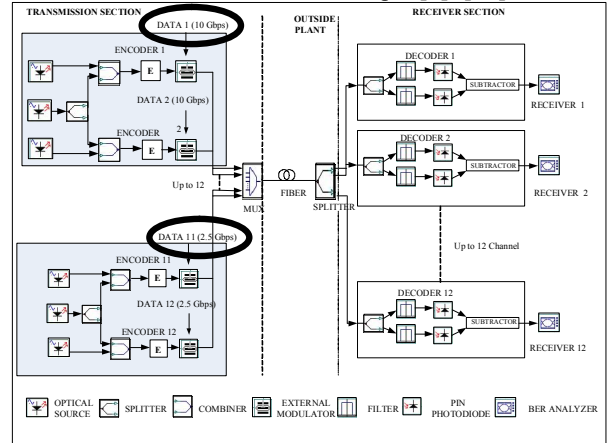 TRANSMISSION SECTION
OUTSIDE
PLANT
RECEIVER SECTION
DATA 1 (10 Gbps)
ENCODER 1
E
DATA 2 (10 Gbps)
ENCODER
2
E
Up to 12
MUX
FIBER
SPLITTER
DATA 11 (2.5 Gbps)
ENCODER 11
E
DATA 12 (2.5 Gbps)
ENCODER 12
E
DECODER 1
SUBTRACTOR
RECEIVER 1
DECODER 2
SUBTRACTOR
RECEIVER 2
Up to 12 Channel
DECODER 12
SUBTRACTOR
RECEIVER 12
OPTICAL
SOURCE
SPLITTER
COMBINER
EXTERNAL
MODULATOR
FILTER
PIN
PHOTODIODE
BER ANALYZER